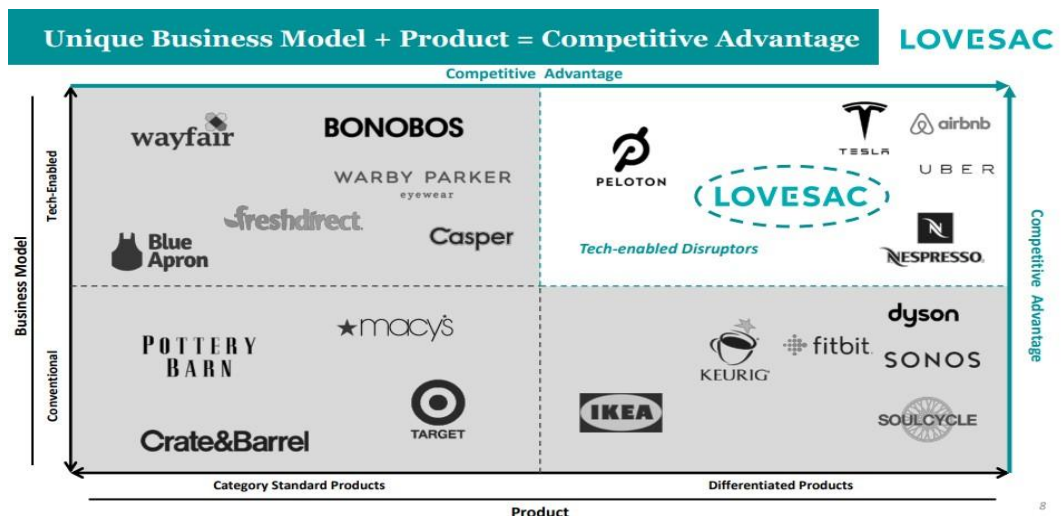 Unique Business Model + Product = Competitive Advantage
LOVESAC
Competitive Advantage
wayfair
BONOBOS
WARBY PARKER
eyewear
freshdirect.
Blue
Apron
Casper
PELOTON
TESLA
airbnb
UBER
LOVESAC
Tech-enabled Disruptors
N
NESPRESSO.
Tech-Enabled
Business Model
Conventional
Competitive Advantage
POTTERY
BARN
macy's
Crate&Barrel
TARGET
KEURIG
fitbit.
dyson
SONOS
IKEA
SOULCYCLE
Category Standard Products
Differentiated Products
Product
8